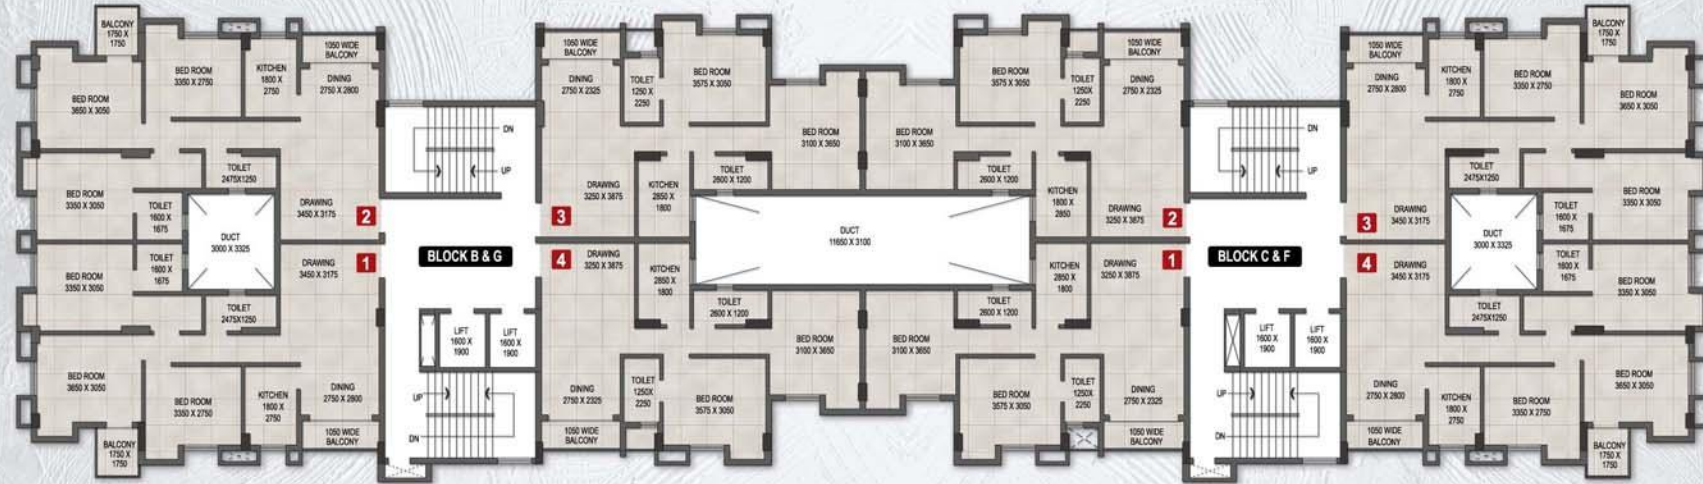 BALCONY
1750 X
1750
BED ROOM
3350 X 2750
KITCHEN
1800 X
2750
1050 WIDE
BALCONY
DINING
2750 X 2800
BED ROOM
3650 X 3050
BED ROOM
3350 X 3050
TOILET
2475X1250
TOILET
1600 X
1675
DRAWING
3450 X 3175
2
DUCT
3000 X 3325
1
BED ROOM
3350 X 3050
TOILET
1600 X
1675
DRAWING
3450 X 3175
TOILET
2475X1250
BED ROOM
3650 X 3050
BED ROOM
3350 X 2750
KITCHEN
1800 X
2750
DINING
2750 X 2800
1050 WIDE
BALCONY
BALCONY
1750 X
1750
DN
UP
BLOCK B & G
LIFT
1600 X
1900
LIFT
1600 X
1900
UP
DN
1050 WIDE
BALCONY
DINING
2750 X 2325
TOILET
1250 X
2250
BED ROOM
3575 X 3050
BED ROOM
3100 X 3650
DRAWING
3250 X 3875
KITCHEN
2850 X
1800
TOILET
2600 X 1200
3
4
DRAWING
3250 X 3875
KITCHEN
2850 X
1800
TOILET
2600 X 1200
BED ROOM
3100 X 3650
DINING
2750 X 2325
TOILET
1250X
2250
BED ROOM
3575 X 3050
1050 WIDE
BALCONY
DUCT
11650 X 3100
BED ROOM
3100 X 3650
BED ROOM
3575 X 3050
TOILET
1250X
2250
1050 WIDE
BALCONY
DINING
2750 X 2325
TOILET
2600 X 1200
KITCHEN
1800 X
2850
DRAWING
3250 X 3875
2
1
KITCHEN
2850 X
1800
DRAWING
3250 X 3875
TOILET
2600 X 1200
BED ROOM
3100 X 3650
BED ROOM
3575 X 3050
TOILET
1250X
2250
DINING
2750 X 2325
1050 WIDE
BALCONY
DN
UP
BLOCK C & F
LIFT
1600 X
1900
LIFT
1600 X
1900
UP
DN
1050 WIDE
BALCONY
DINING
2750 X 2800
KITCHEN
1800 X
2750
BED ROOM
3350 X 2750
BALCONY
1750 X
1750
BED ROOM
3650 X 3050
TOILET
2475X1250
3
DRAWING
3450 X 3175
TOILET
1600 X
1675
BED ROOM
3350 X 3050
DUCT
3000 X 3325
4
DRAWING
3450 X 3175
TOILET
1600 X
1675
BED ROOM
3350 X 3050
TOILET
2475X1250
DINING
2750 X 2800
KITCHEN
1800 X
2750
BED ROOM
3350 X 2750
BED ROOM
3650 X 3050
1050 WIDE
BALCONY
BALCONY
1750 X
1750